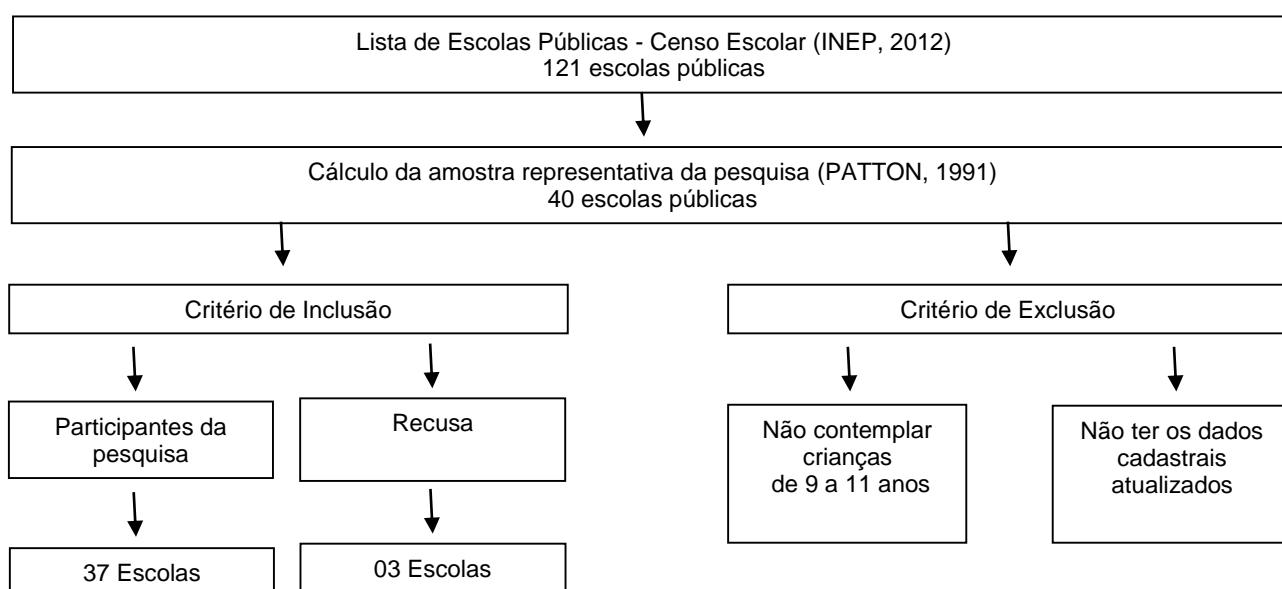 Lista de Escolas Públicas - Censo Escolar (INEP, 2012)
121 escolas públicas
Cálculo da amostra representativa da pesquisa (PATTON, 1991)
40 escolas públicas
Critério de Inclusão
Critério de Exclusão
Participantes da
pesquisa
Recusa
Não contemplar
crianças
de 9 a 11 anos
Não ter os dados
cadastrais
atualizados
37 Escolas
03 Escolas